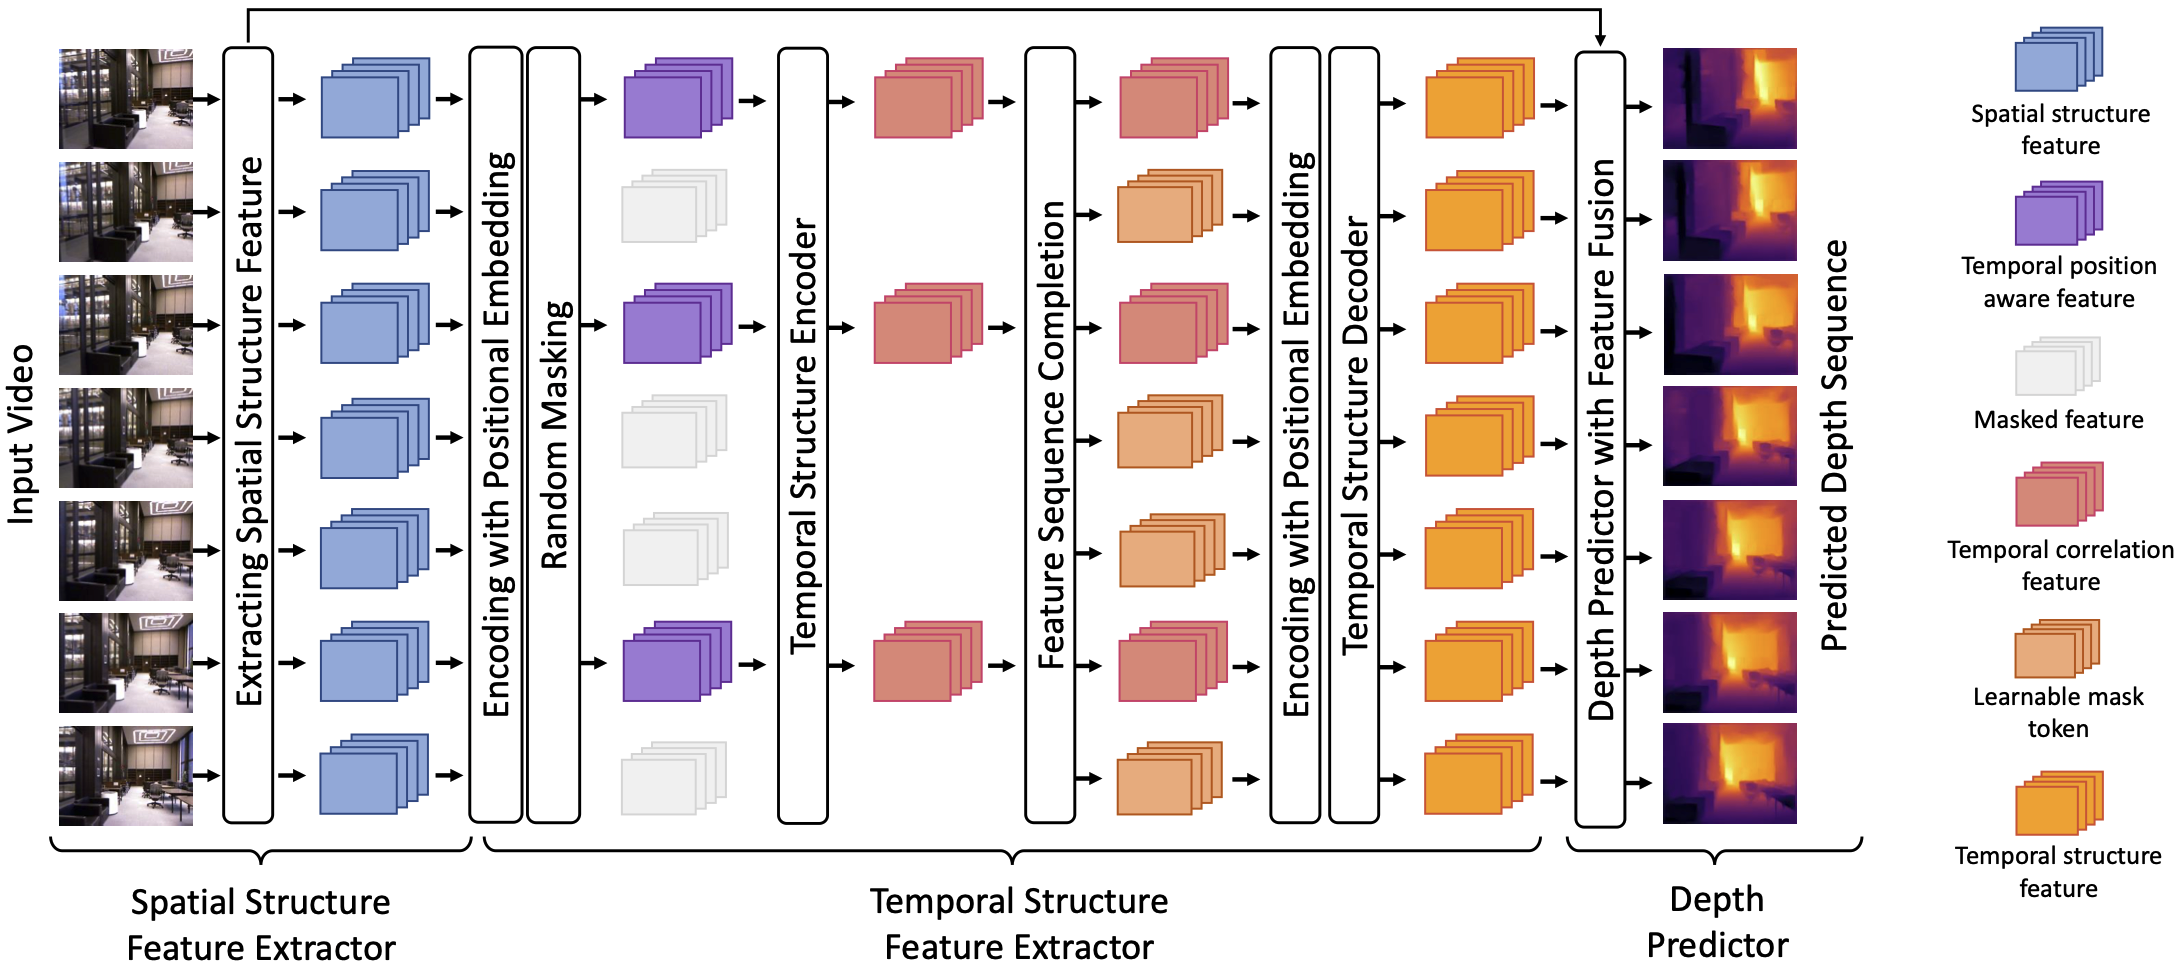 Input Video
Extracting Spatial Structure Feature
Encoding with Positional Embedding
Random Masking
Temporal Structure Encoder
Feature Sequence Completion
Encoding with Positional Embedding
Temporal Structure Decoder
Depth Predictor with Feature Fusion
Predicted Depth Sequence
Spatial Structure
Feature Extractor
Temporal Structure
Feature Extractor
Depth
Predictor
Spatial structure
feature
Temporal position
aware feature
Masked feature
Temporal correlation
feature
Learnable mask
token
Temporal structure
feature